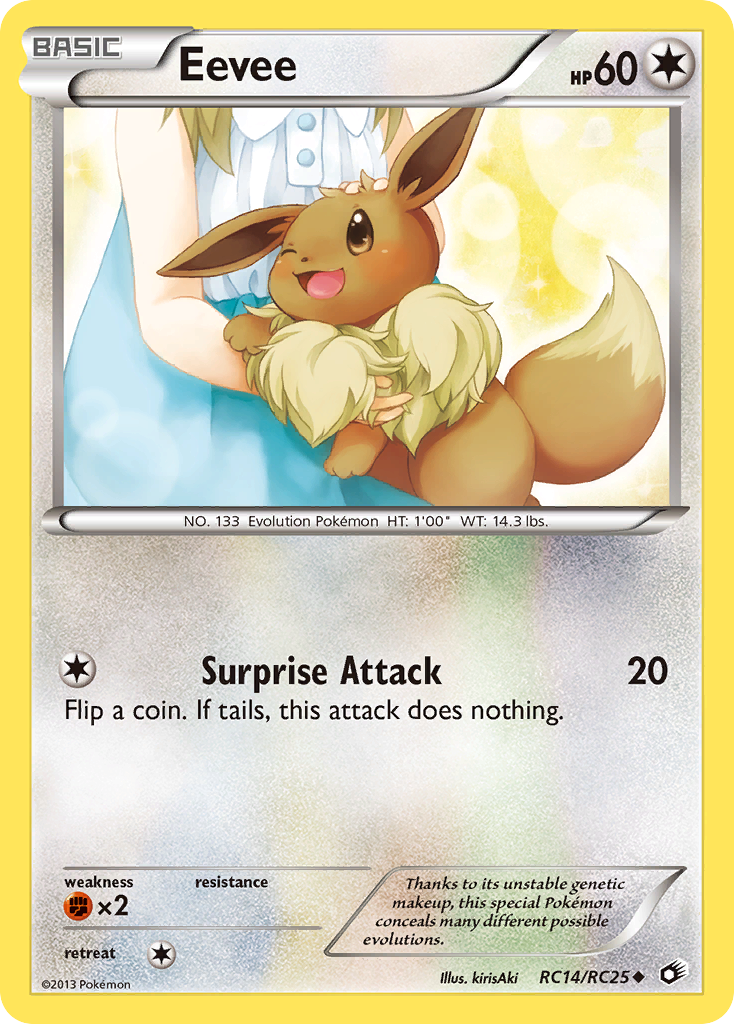 BASIC
Eevee
HP60
NO. 133 Evolution Pokémon HT: 1'00" WT: 14.3 lbs.
Surprise Attack 20
Flip a coin. If tails, this attack does nothing.
weakness resistance
×2
retreat
Thanks to its unstable genetic
makeup, this special Pokémon
conceals many different possible
evolutions.
©2013 Pokémon
Illus. kirisAki RC14/RC25